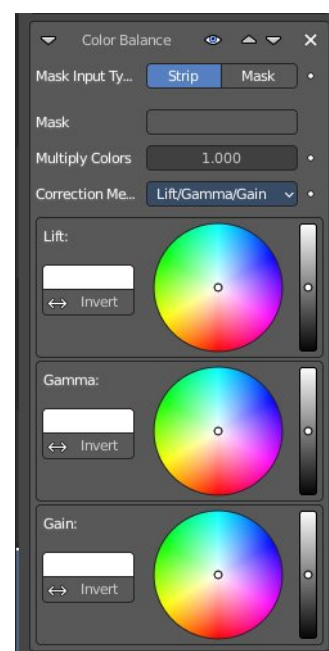 Color Balance
Mask Input Ty... Strip Mask
Mask
Multiply Colors 1.000
Correction Me... Lift/Gamma/Gain
Lift:
Invert
Gamma:
Invert
Gain:
Invert